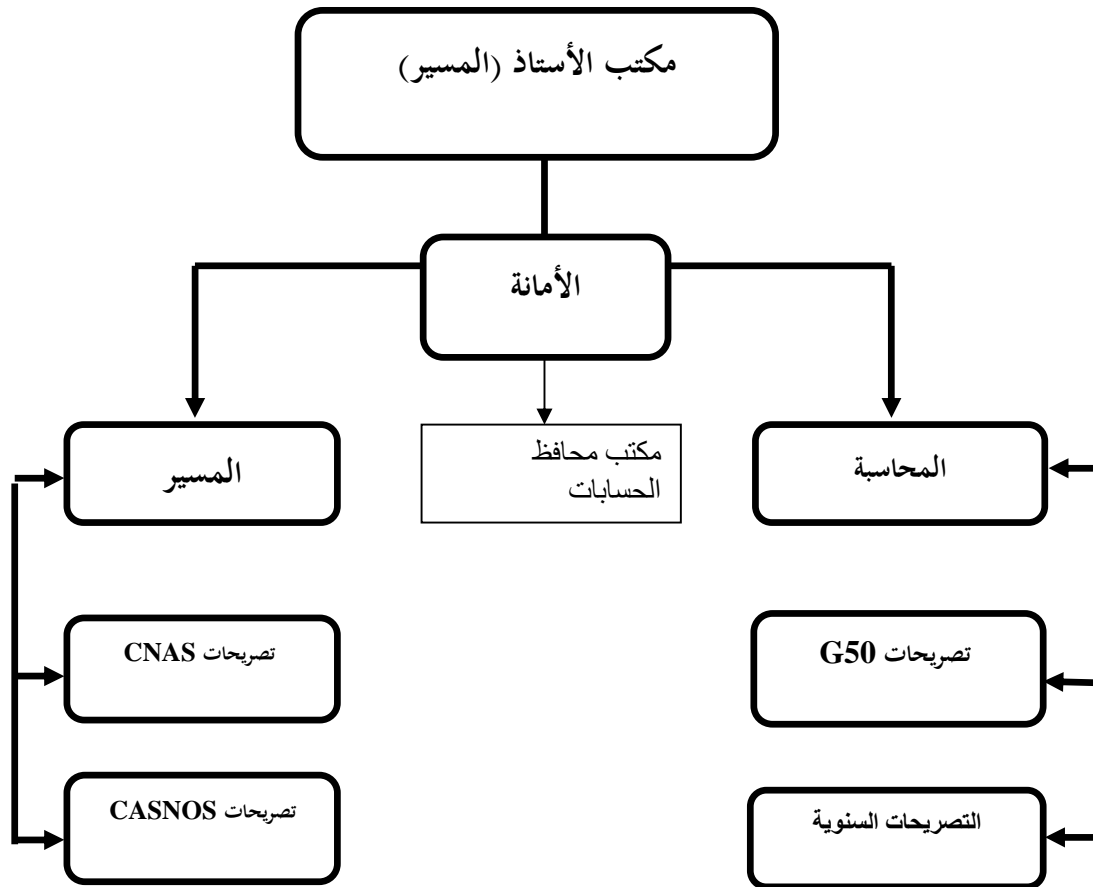 مكتب الأستاذ (المسير)
الأمانة
المحاسبة
مكتب محافظ
الحسابات
المسير
تصريحات G50
تصريحات CNAS
التصريحات السنوية
تصريحات CASNOS